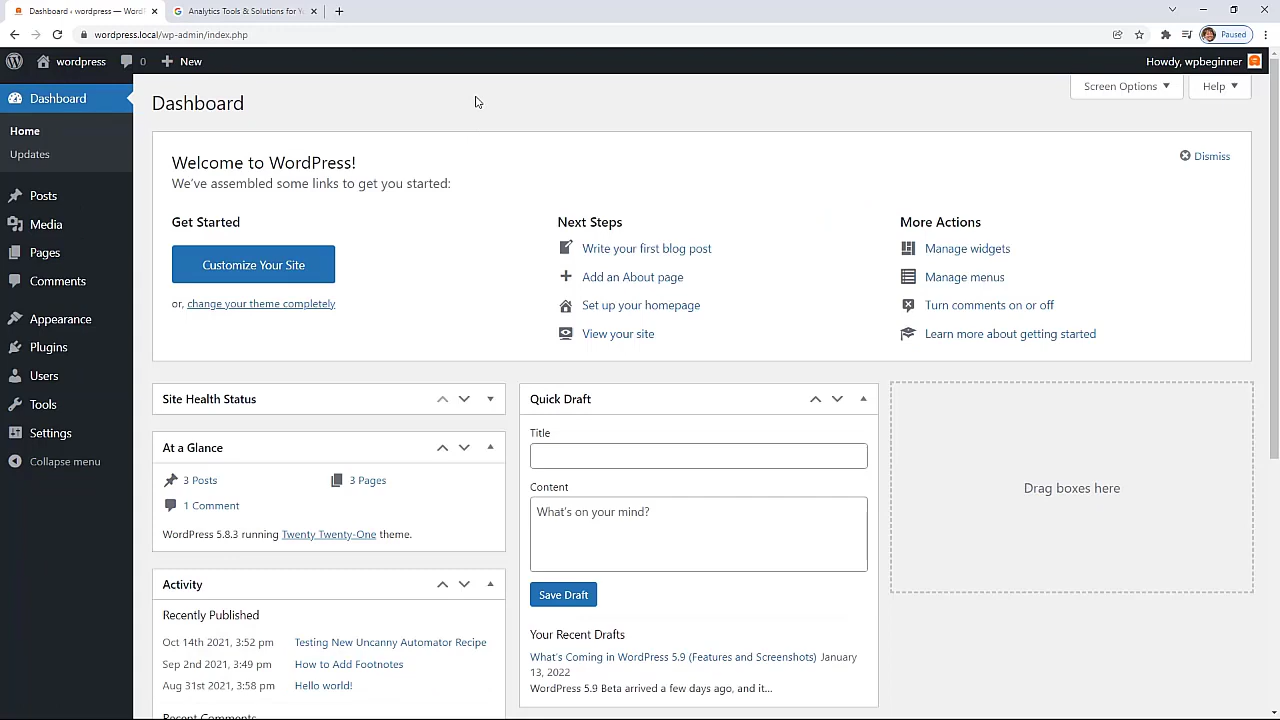 Dashboard ‹ wordpress — WordP
Analytics Tools & Solutions for Yo
wordpress.local/wp-admin/index.php
Paused
wordpress
0
New
Howdy, wpbeginner
Dashboard
Home
Updates
Posts
Media
Pages
Comments
Appearance
Plugins
Users
Tools
Settings
Collapse menu
Dashboard
Screen Options
Help
Welcome to WordPress!
Dismiss
We've assembled some links to get you started:
Get Started
Customize Your Site
or, change your theme completely
Next Steps
Write your first blog post
Add an About page
Set up your homepage
View your site
More Actions
Manage widgets
Manage menus
Turn comments on or off
Learn more about getting started
Site Health Status
At a Glance
3 Posts
3 Pages
1 Comment
WordPress 5.8.3 running Twenty Twenty-One theme.
Activity
Recently Published
Oct 14th 2021, 3:52 pm Testing New Uncanny Automator Recipe
Sep 2nd 2021, 3:49 pm How to Add Footnotes
Aug 31st 2021, 3:58 pm Hello world!
Recent Comments
Quick Draft
Title
Content
What's on your mind?
Save Draft
Your Recent Drafts
What's Coming in WordPress 5.9 (Features and Screenshots) January
13, 2022
WordPress 5.9 Beta arrived a few days ago, and it…
Drag boxes here